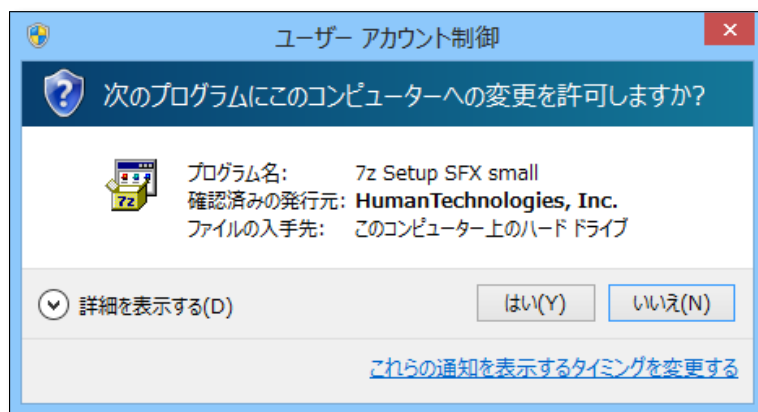 ユーザー アカウント制御
次のプログラムにこのコンピューターへの変更を許可しますか?
プログラム名: 7z Setup SFX small
確認済みの発行元: HumanTechnologies, Inc.
ファイルの入手先: このコンピューター上のハード ドライブ
7z
詳細を表示する(D)
はい(Y)
いいえ(N)
これらの通知を表示するタイミングを変更する